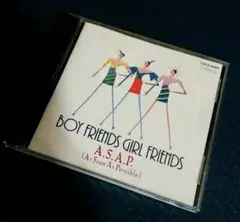 BOY FRIENDS GIRL FRIENDS
A.S.A.P.
(As Soon As Possible)